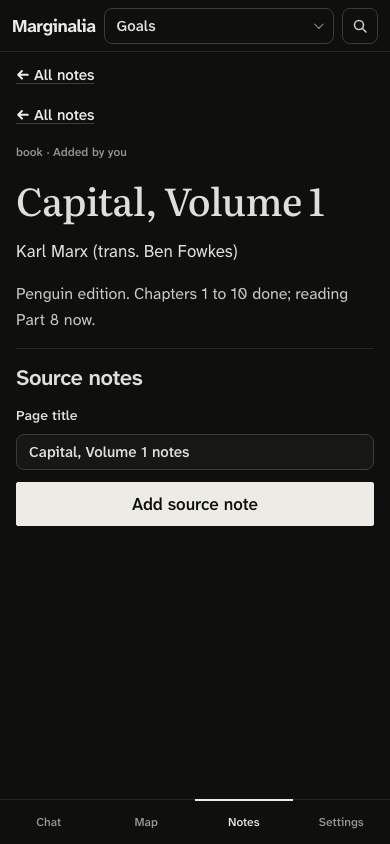 Marginalia
Goals
← All notes
← All notes
book · Added by you
Capital, Volume 1
Karl Marx (trans. Ben Fowkes)
Penguin edition. Chapters 1 to 10 done; reading
Part 8 now.
Source notes
Page title
Capital, Volume 1 notes
Add source note
Chat
Map
Notes
Settings